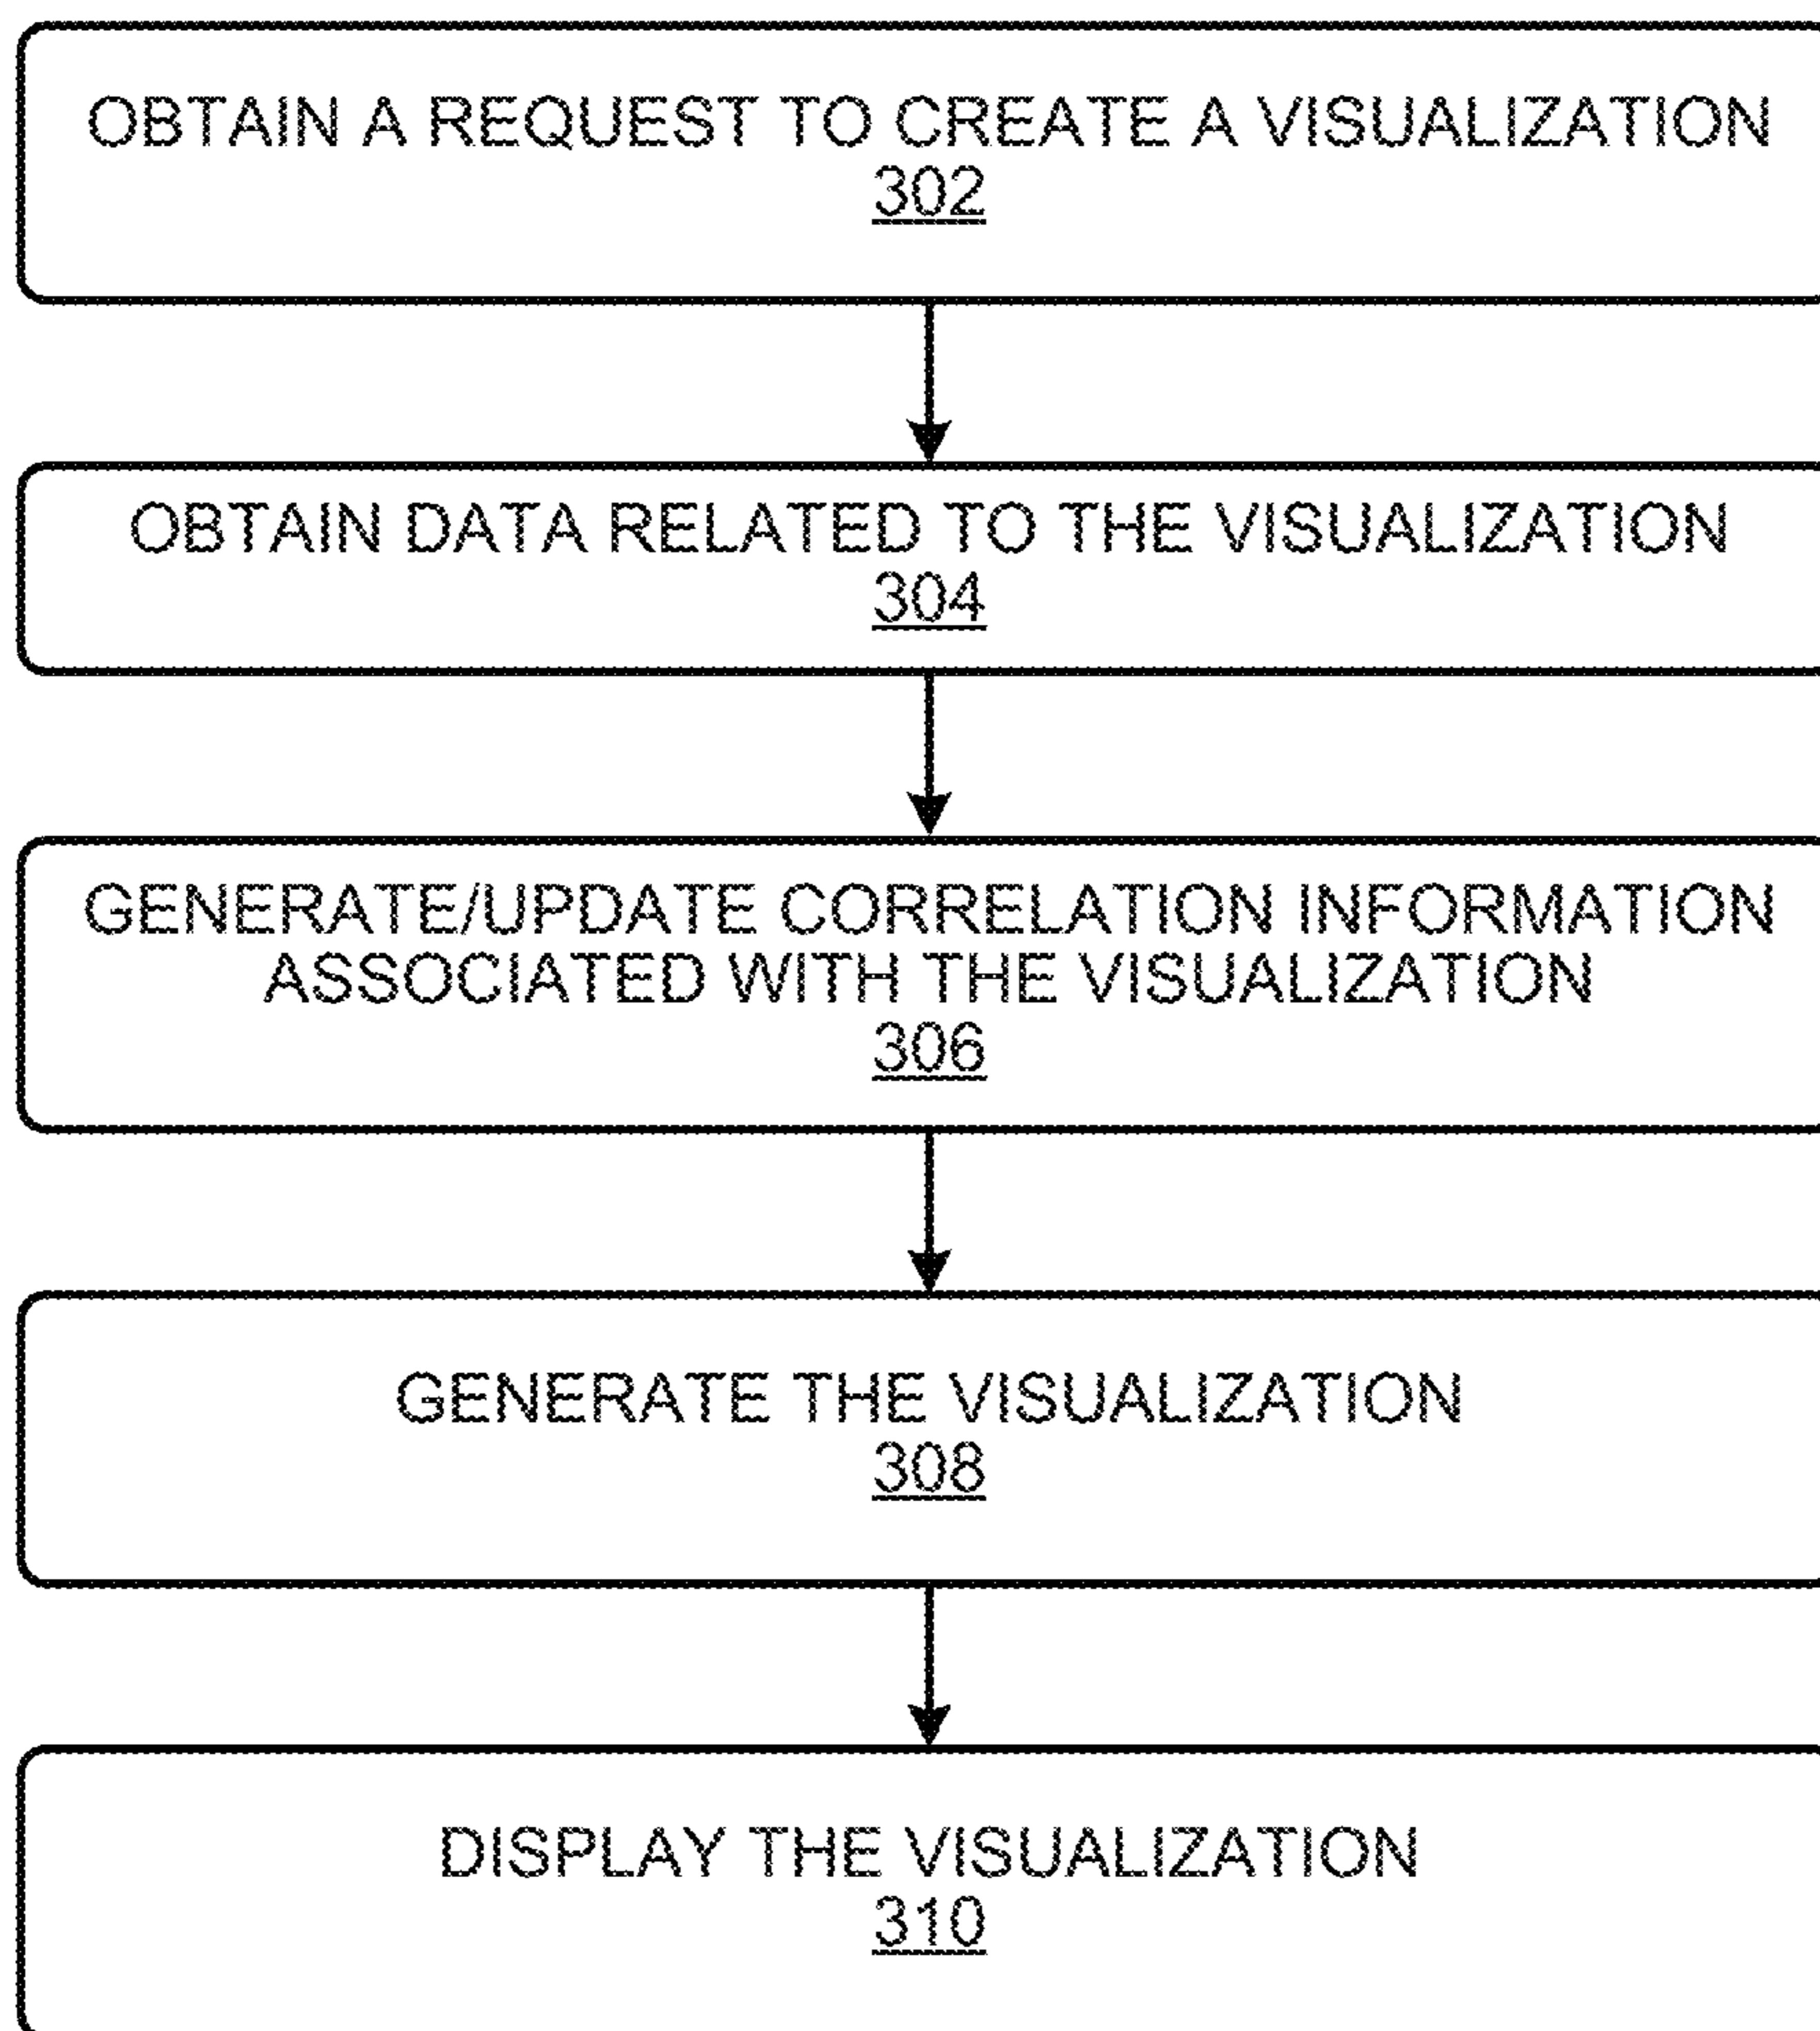 OBTAIN A REQUEST TO CREATE A VISUALIZATION
302
OBTAIN DATA RELATED TO THE VISUALIZATION
304
GENERATE/UPDATE CORRELATION INFORMATION
ASSOCIATED WITH THE VISUALIZATION
306
GENERATE THE VISUALIZATION
308
DISPLAY THE VISUALIZATION
310